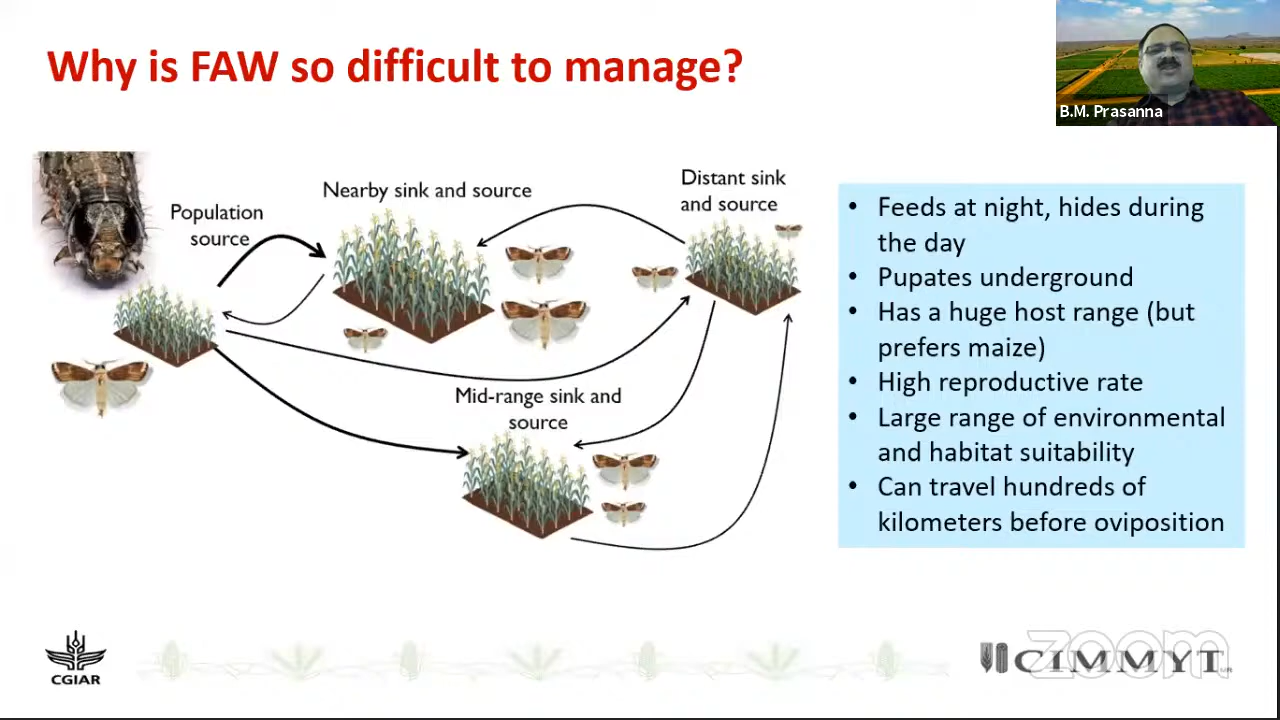 Why is FAW so difficult to manage?
B.M. Prasanna
Population
source
Nearby sink and source
Distant sink
and source
Mid-range sink and
source
• Feeds at night, hides during
the day
• Pupates underground
• Has a huge host range (but
prefers maize)
• High reproductive rate
• Large range of environmental
and habitat suitability
• Can travel hundreds of
kilometers before oviposition
CGIAR
CIMMYT
zoom